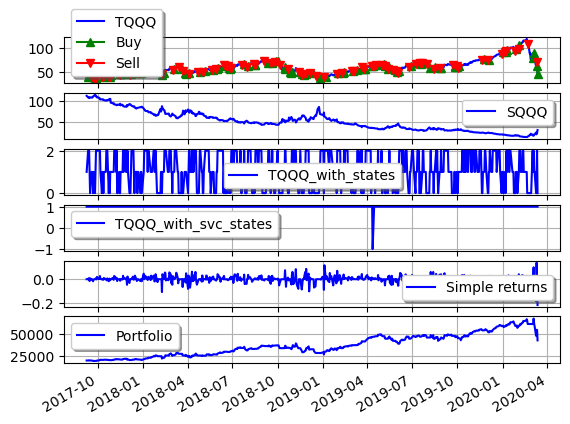 TQQQ
Buy
Sell
100
50
SQQQ
100
50
TQQQ_with_states
2
0
TQQQ_with_svc_states
1
−1
Simple returns
0.0
−0.2
Portfolio
50000
25000
2017-10
2018-01
2018-04
2018-07
2018-10
2019-01
2019-04
2019-07
2019-10
2020-01
2020-04